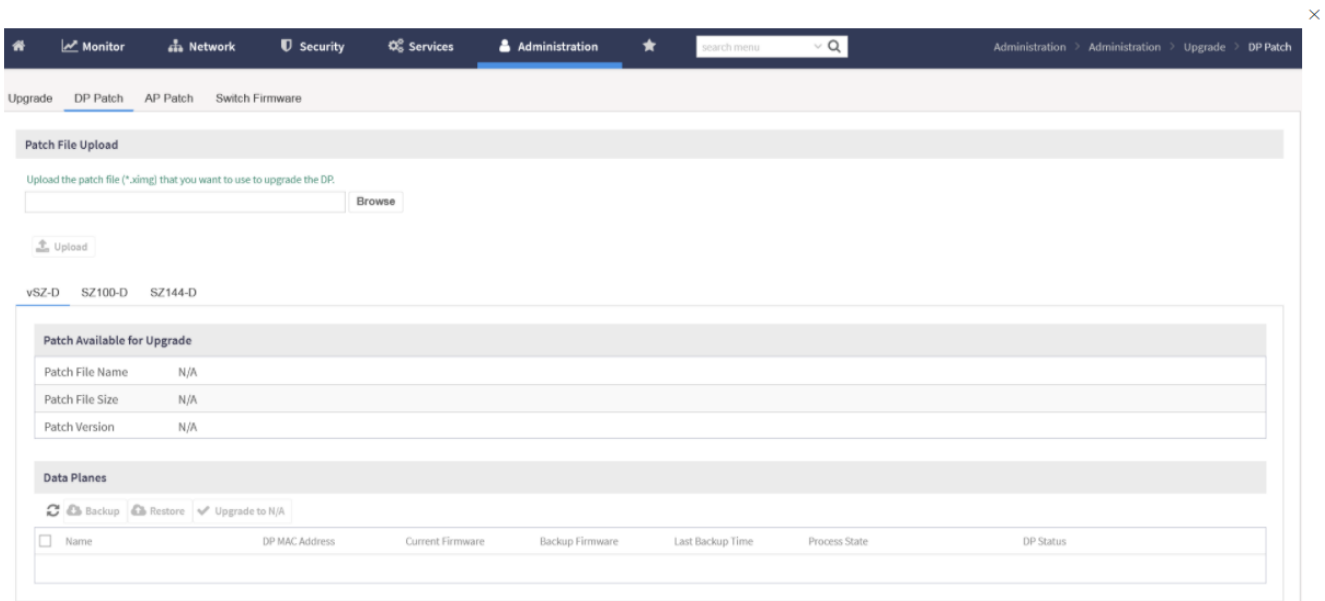 Monitor Network Security Services Administration search menu Administration > Administration > Upgrade > DP Patch
Upgrade DP Patch AP Patch Switch Firmware
Patch File Upload
Upload the patch file (*.ximg) that you want to use to upgrade the DP.
Browse
Upload
vSZ-D SZ100-D SZ144-D
Patch Available for Upgrade
Patch File Name N/A
Patch File Size N/A
Patch Version N/A
Data Planes
Backup Restore Upgrade to N/A
Name DP MAC Address Current Firmware Backup Firmware Last Backup Time Process State DP Status